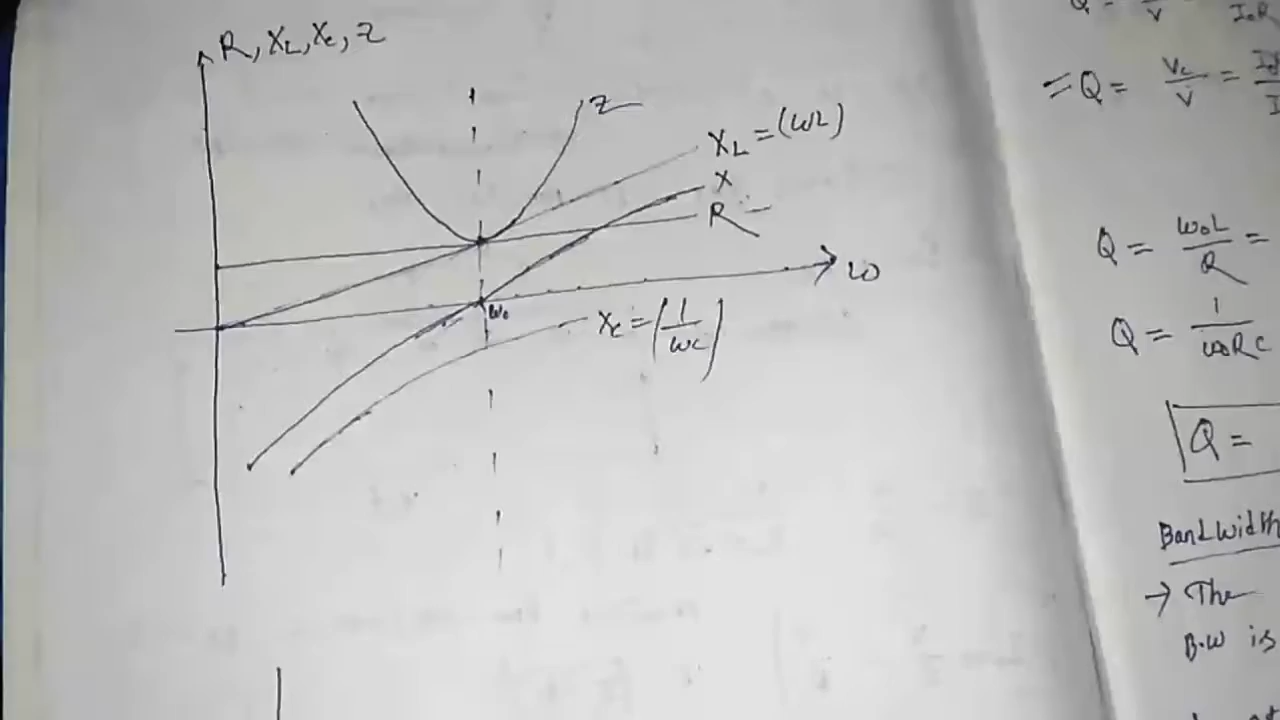 R, XL, Xc, Z
Z
XL = (ωL)
X
R
ω
ω₀
Xc = (1/ωC)
= Q = Vc/V =
Q = ω₀L/R =
Q = 1/ω₀RC
Q =
Bandwidth
→ The
B.W is